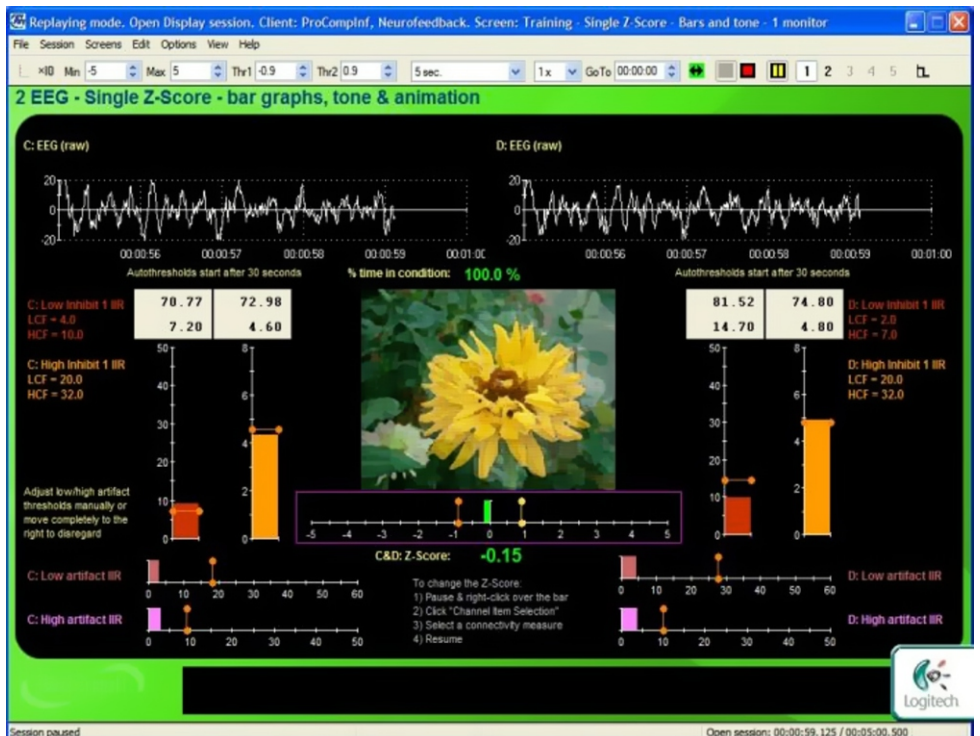 Replaying mode. Open Display session. Client: ProCompInf, Neurofeedback. Screen: Training - Single Z-Score - Bars and tone - 1 monitor
File Session Screens Edit Options View Help
×10 Min -5 Max 5 Thr1 -0.9 Thr2 0.9 5 sec. 1x GoTo 00:00:00 1 2 3 4 5
2 EEG - Single Z-Score - bar graphs, tone & animation
C: EEG (raw)
D: EEG (raw)
20
0
-20
00:00:56 00:00:57 00:00:58 00:00:59 00:01:0C
20
0
-20
00:00:56 00:00:57 00:00:58 00:00:59 00:01:00
Autothresholds start after 30 seconds
% time in condition: 100.0 %
Autothresholds start after 30 seconds
C: Low Inhibit 1 IIR
LCF = 4.0
HCF = 10.0
70.77 72.98
7.20 4.60
81.52 74.80
14.70 4.80
D: Low Inhibit 1 IIR
LCF = 2.0
HCF = 7.0
C: High Inhibit 1 IIR
LCF = 20.0
HCF = 32.0
50
40
30
20
10
0
8
6
4
2
0
50
40
30
20
10
0
8
6
4
2
0
D: High Inhibit 1 IIR
LCF = 20.0
HCF = 32.0
Adjust low/high artifact
thresholds manually or
move completely to the
right to disregard
-5 -4 -3 -2 -1 0 1 2 3 4 5
C&D: Z-Score: -0.15
C: Low artifact IIR
0 10 20 30 40 50 60
C: High artifact IIR
0 10 20 30 40 50
To change the Z-Score:
1) Pause & right-click over the bar
2) Click "Channel Item Selection"
3) Select a connectivity measure
4) Resume
0 10 20 30 40 50 60
D: Low artifact IIR
0 10 20 30 40 50
D: High artifact IIR
Logitech
Session paused
Open session: 00:00:59.125 / 00:05:00.500